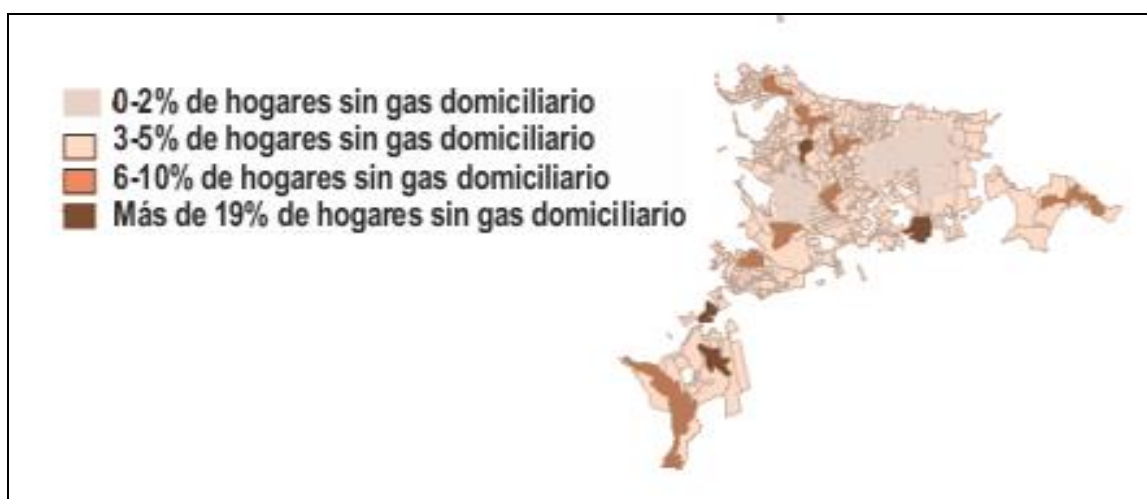 0-2% de hogares sin gas domiciliario
3-5% de hogares sin gas domiciliario
6-10% de hogares sin gas domiciliario
Más de 19% de hogares sin gas domiciliario